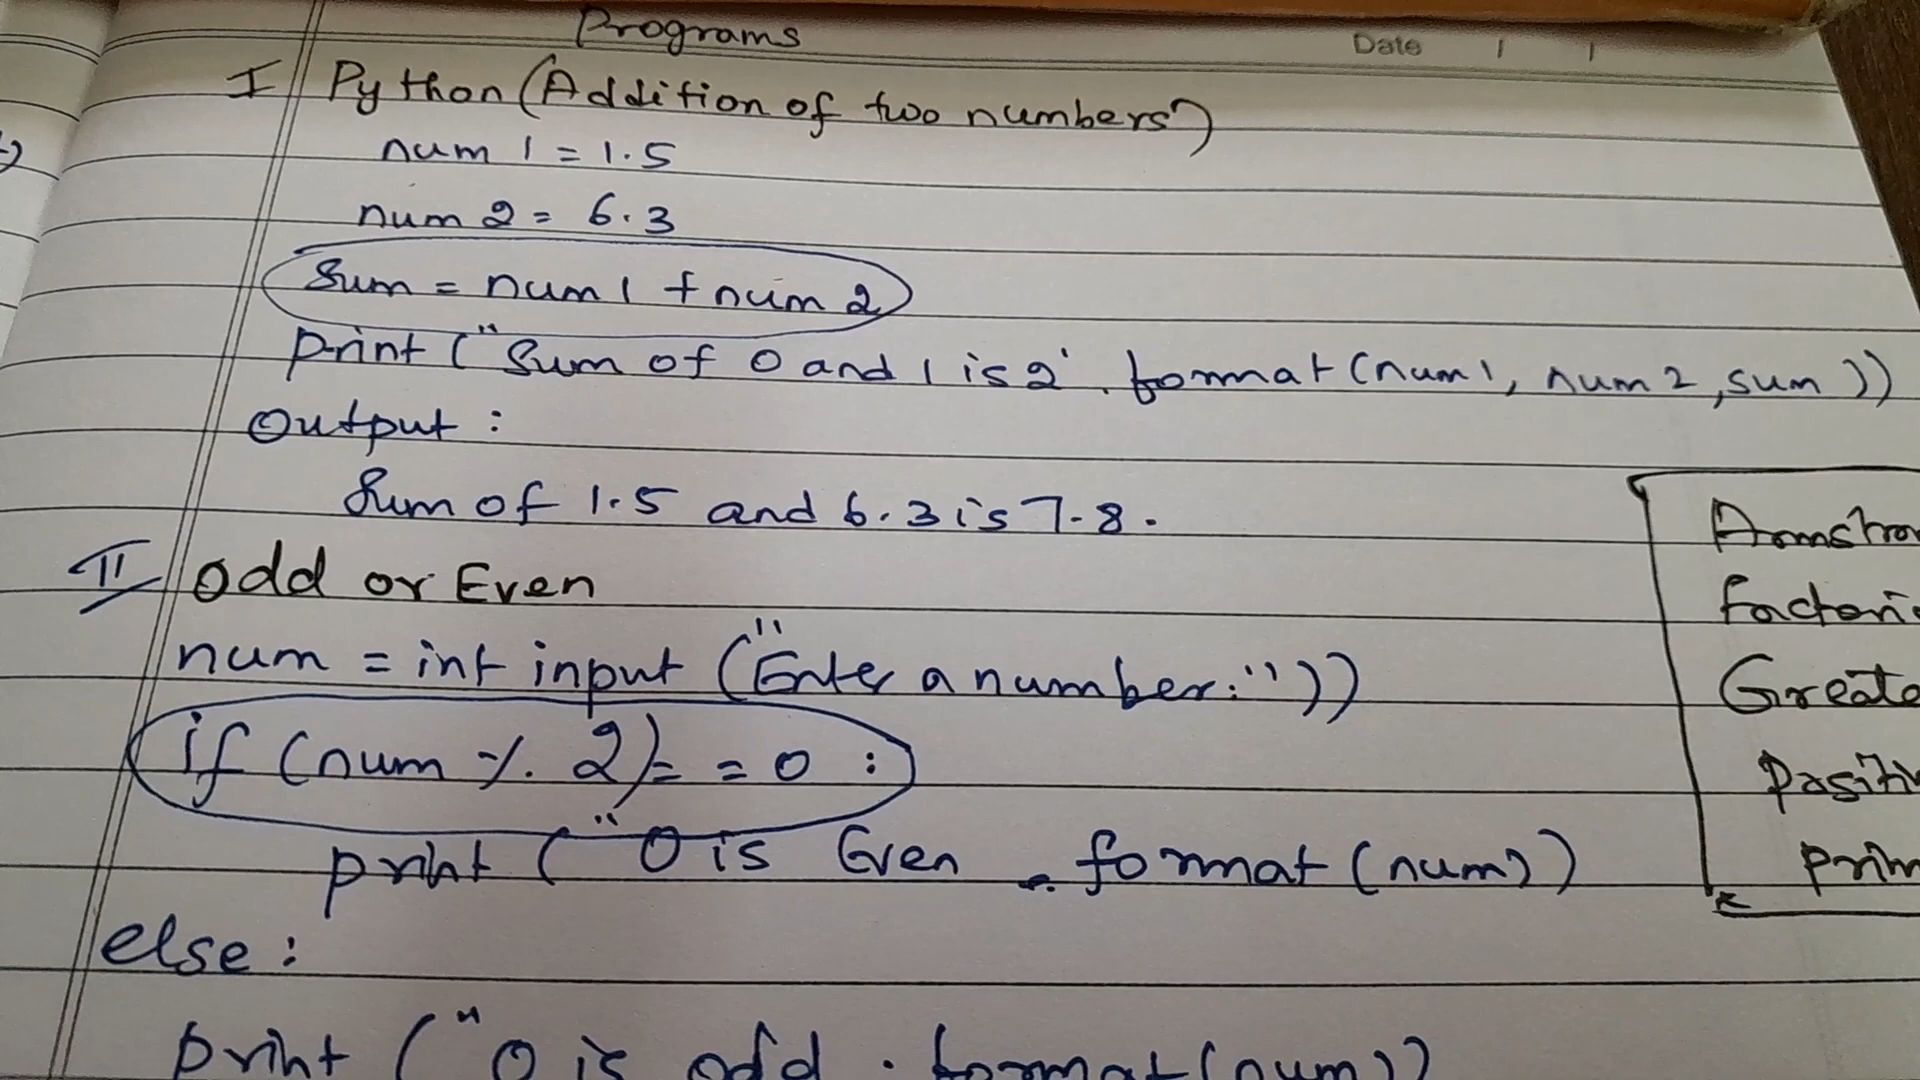 Programs
Date
I Python (Addition of two numbers)
num 1 = 1.5
num 2 = 6.3
Sum = num 1 + num 2
print ("Sum of 0 and 1 is 2" . format (num1, num 2, sum))
Output :
Sum of 1.5 and 6.3 is 7.8.
II odd or Even
num = int input ("Enter a number:"))
if (num % 2) = = 0 :
print ("0 is Even . format (num))
else :
print ("0 is odd . format (num))